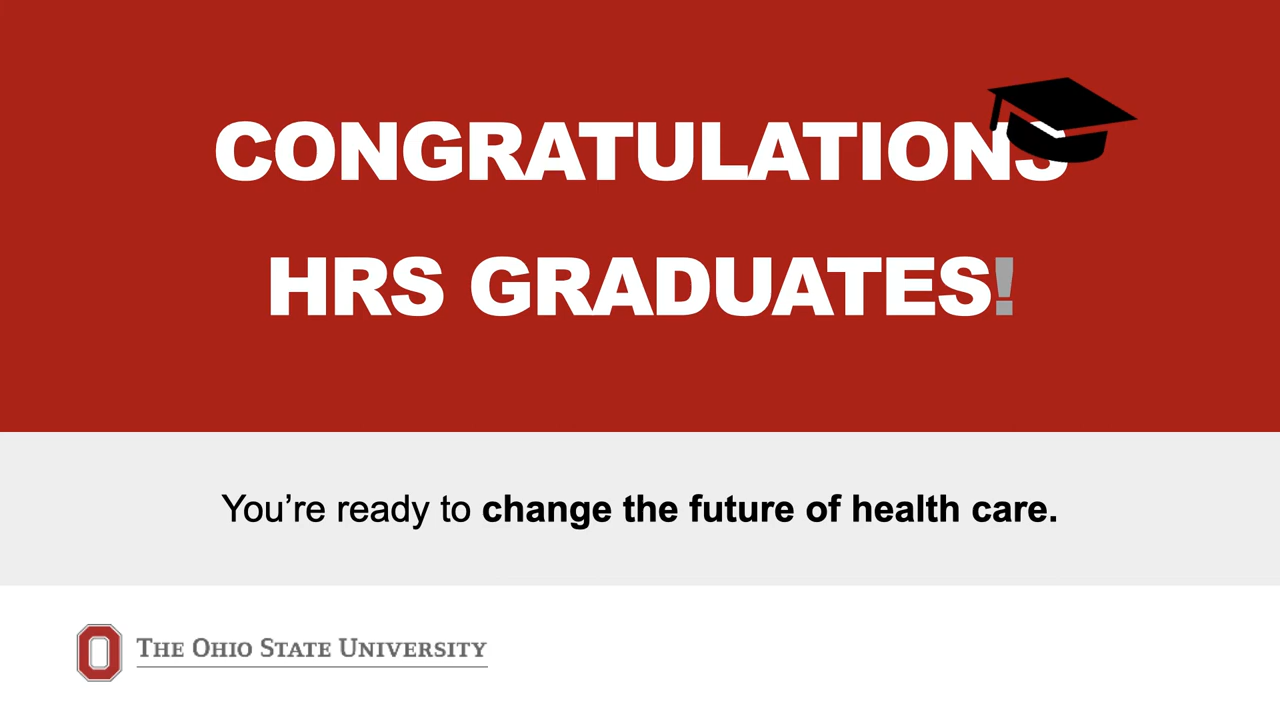 CONGRATULATIONS
HRS GRADUATES!
You’re ready to change the future of health care.
THE OHIO STATE UNIVERSITY